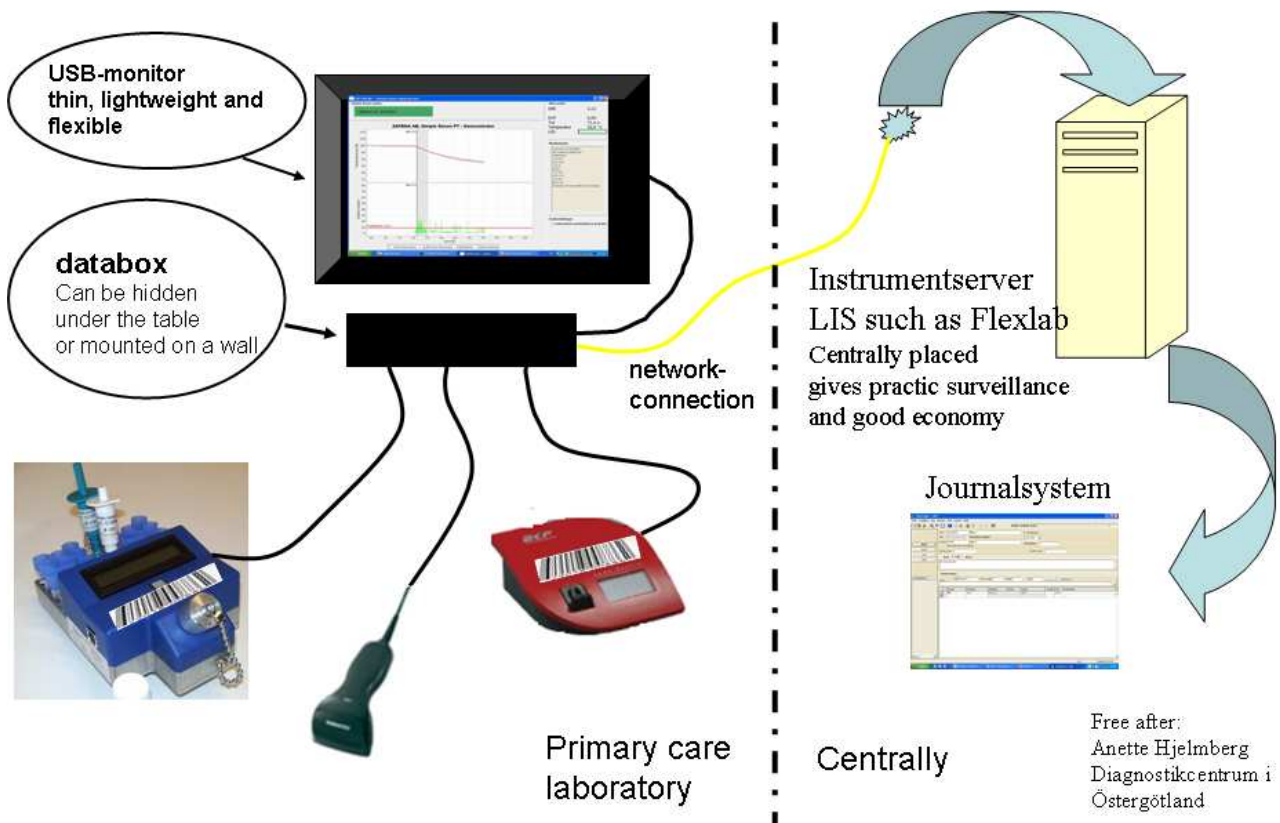 USB-monitor
thin, lightweight and
flexible
databox
Can be hidden
under the table
or mounted on a wall
network-
connection
Instrumentserver
LIS such as Flexlab
Centrally placed
gives practic surveillance
and good economy
Journalsystem
Primary care
laboratory
Centrally
Free after:
Anette Hjelmberg
Diagnostikcentrum i
Östergötland